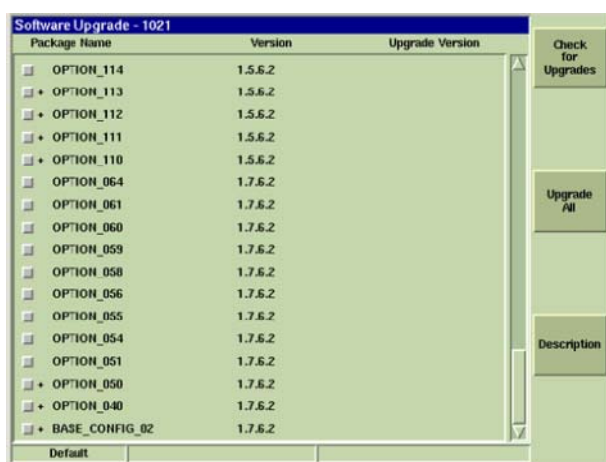 Software Upgrade - 1021
Package Name Version Upgrade Version
OPTION_114 1.5.6.2
+ OPTION_113 1.5.6.2
+ OPTION_112 1.5.6.2
+ OPTION_111 1.5.6.2
+ OPTION_110 1.5.6.2
OPTION_064 1.7.6.2
OPTION_061 1.7.6.2
OPTION_060 1.7.6.2
OPTION_059 1.7.6.2
OPTION_058 1.7.6.2
OPTION_056 1.7.6.2
OPTION_055 1.7.6.2
OPTION_054 1.7.6.2
OPTION_051 1.7.6.2
+ OPTION_050 1.7.6.2
+ OPTION_040 1.7.6.2
+ BASE_CONFIG_02 1.7.6.2
Default
Check
for
Upgrades
Upgrade
All
Description